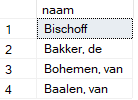 naam
1 Bischoff
2 Bakker, de
3 Bohemen, van
4 Baalen, van